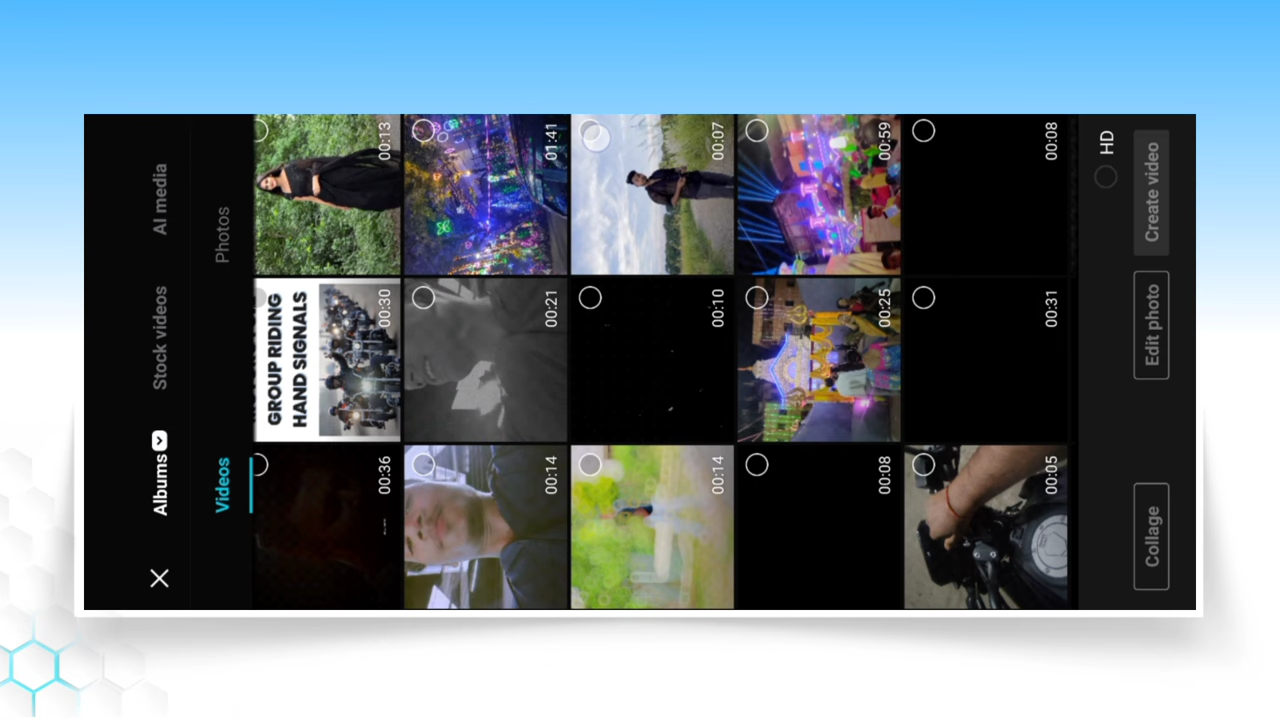 Albums Stock videos AI media
Videos Photos
GROUP RIDING
HAND SIGNALS
00:36 00:30 00:13
00:14 00:21 01:41
00:14 00:10 00:07
00:08 00:25 00:59
00:05 00:31 00:08
HD
Collage Edit photo Create video